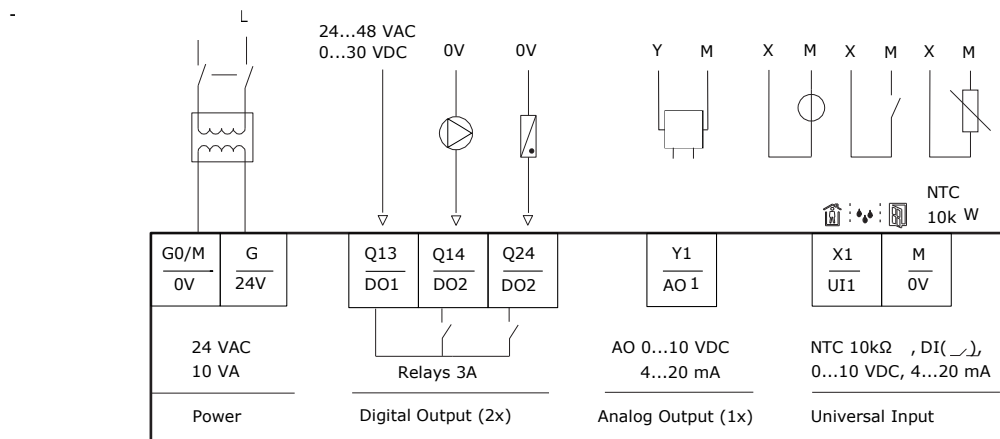 -
L
24...48 VAC
0...30 VDC
0V
0V
Y M
X M X M X M
NTC
10k W
G0/M
0V
G
24V
Q13
DO1
Q14
DO2
Q24
DO2
Y1
AO 1
X1
UI1
M
0V
24 VAC
10 VA
Relays 3A
AO 0...10 VDC
4...20 mA
NTC 10kΩ , DI( ),
0...10 VDC, 4...20 mA
Power
Digital Output (2x)
Analog Output (1x)
Universal Input